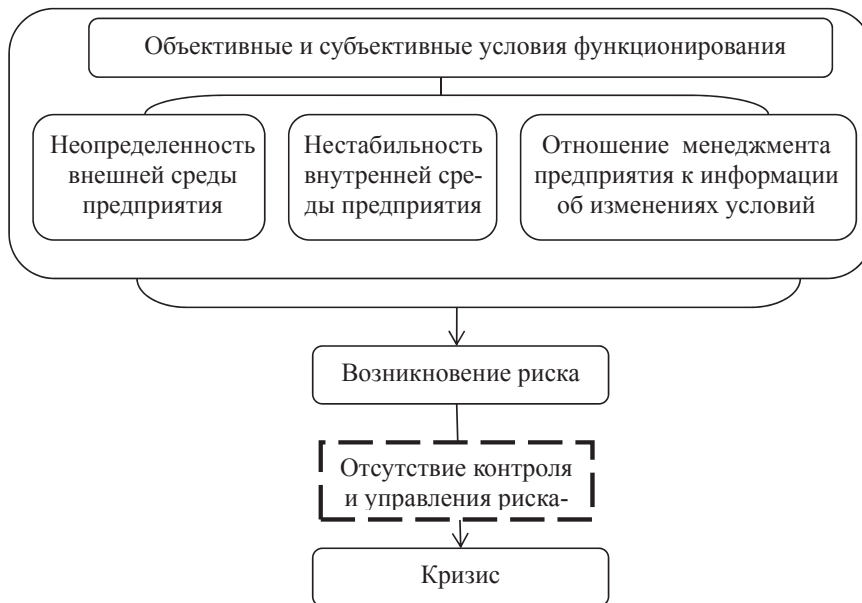 Объективные и субъективные условия функционирования
Неопределенность
внешней среды
предприятия
Нестабильность
внутренней сре-
ды предприятия
Отношение менеджмента
предприятия к информации
об изменениях условий
Возникновение риска
Отсутствие контроля
и управления риска-
Кризис